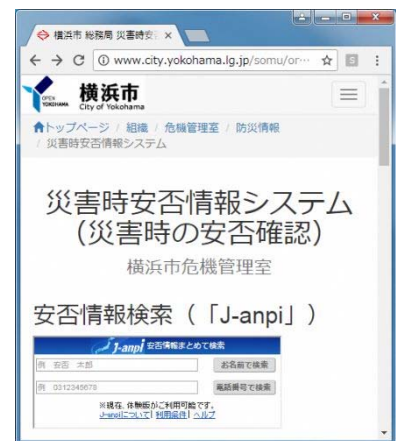 横浜市 総務局 災害時安
www.city.yokohama.lg.jp/somu/or…
OPEN YOKOHAMA
横浜市
City of Yokohama
トップページ / 組織 / 危機管理室 / 防災情報
/ 災害時安否情報システム
災害時安否情報システム
（災害時の安否確認）
横浜市危機管理室
安否情報検索（「J-anpi」）
J-anpi 安否情報まとめて検索
例 安否 太郎 お名前で検索
例 0312345678 電話番号で検索
※現在、体験版がご利用可能です。
J-anpiについて | 利用条件 | ヘルプ